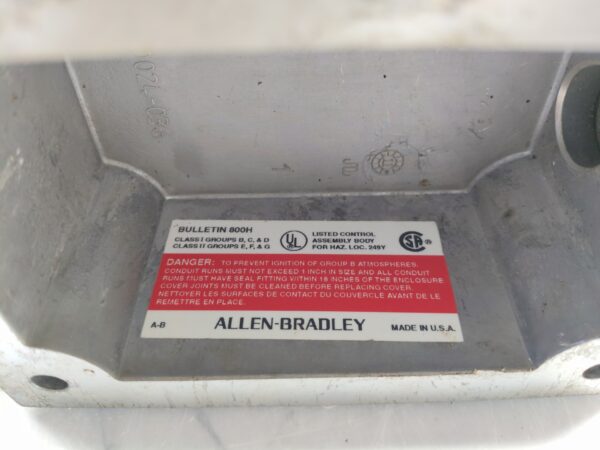 BULLETIN 800H
CLASS I GROUPS B, C, & D
CLASS II GROUPS E, F, & G
UL
LISTED CONTROL
ASSEMBLY BODY
FOR HAZ. LOC. 249Y
DANGER: TO PREVENT IGNITION OF GROUP B ATMOSPHERES,
CONDUIT RUNS MUST NOT EXCEED 1 INCH IN SIZE AND ALL CONDUIT
RUNS MUST HAVE SEAL FITTING WITHIN 18 INCHES OF THE ENCLOSURE
COVER JOINTS MUST BE CLEANED BEFORE REPLACING COVER.
NETTOYER LES SURFACES DE CONTACT DU COUVERCLE AVANT DE LE
REMETTRE EN PLACE.
A-B
ALLEN-BRADLEY
MADE IN U.S.A.